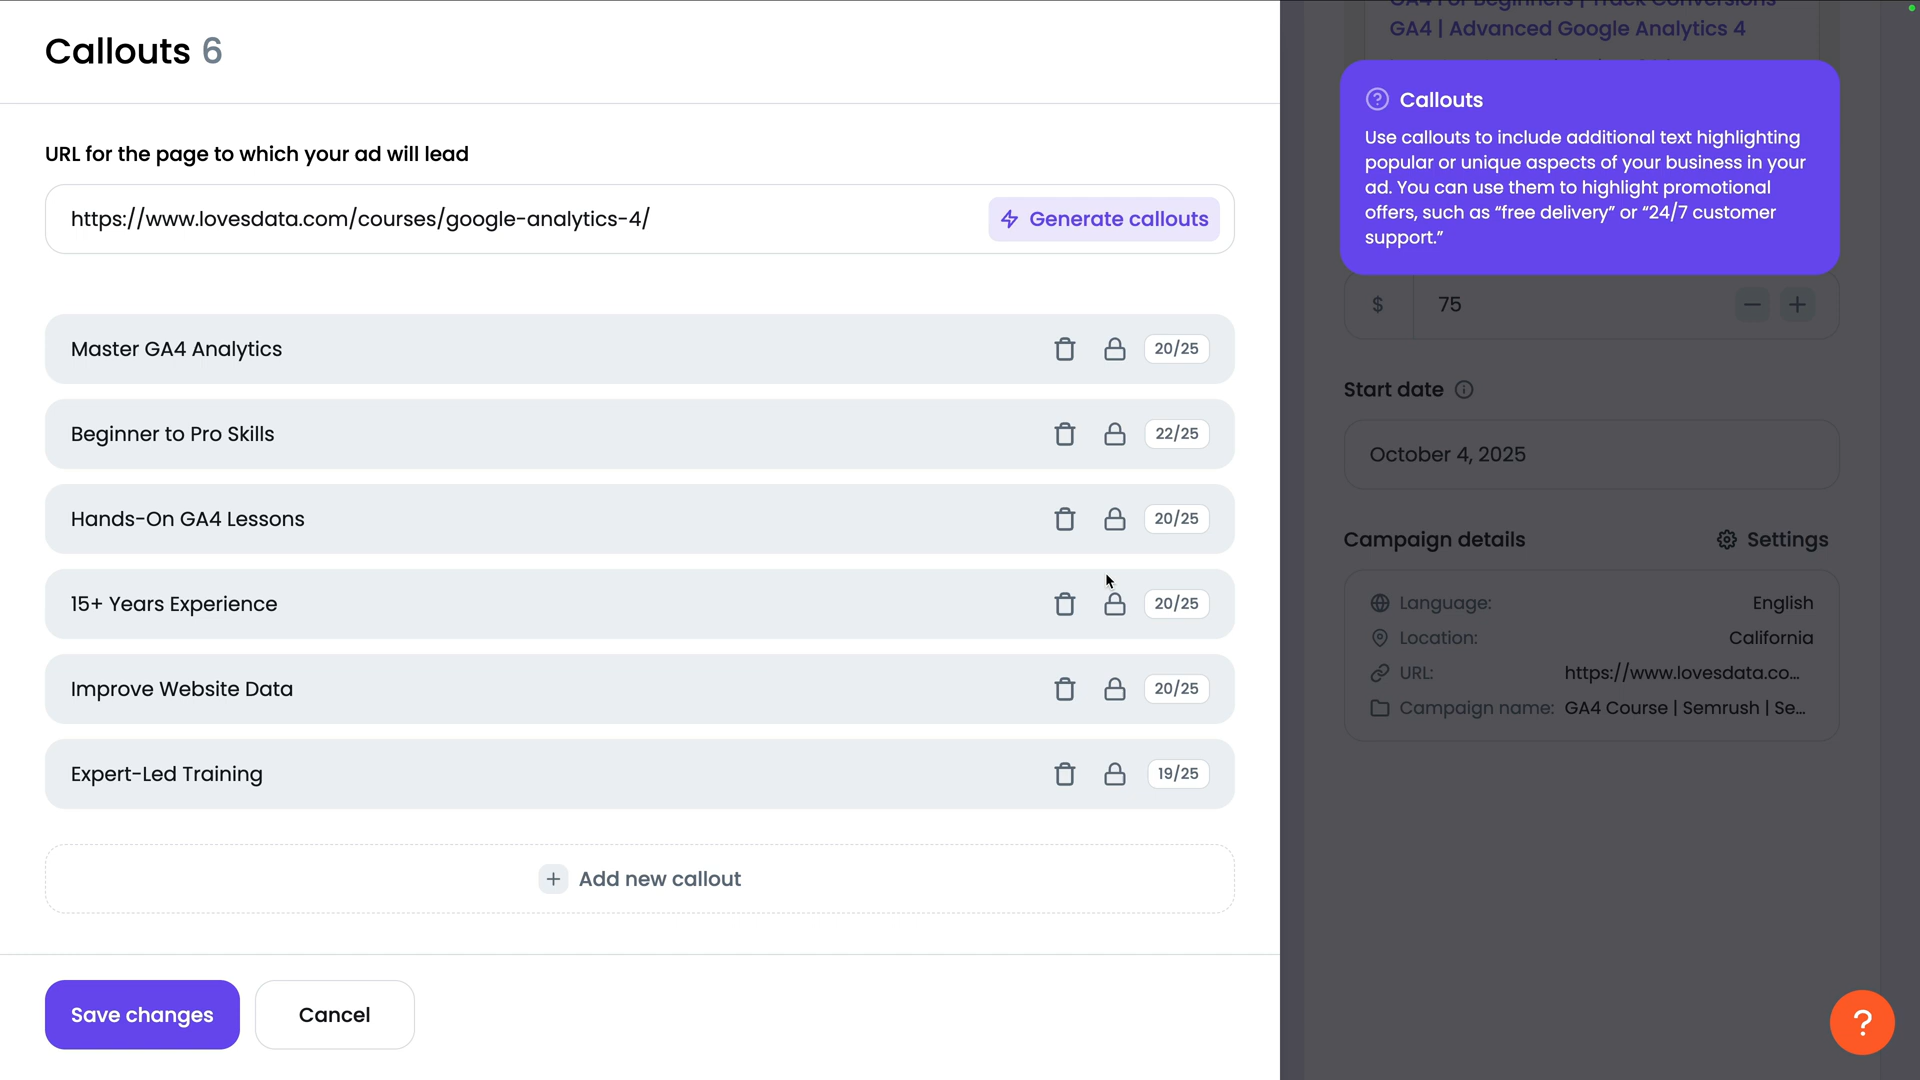 Callouts 6
URL for the page to which your ad will lead
https://www.lovesdata.com/courses/google-analytics-4/
Generate callouts
Master GA4 Analytics
20/25
Beginner to Pro Skills
22/25
Hands-On GA4 Lessons
20/25
15+ Years Experience
20/25
Improve Website Data
20/25
Expert-Led Training
19/25
+ Add new callout
Save changes
Cancel
GA4 For Beginners | Track Conversions
GA4 | Advanced Google Analytics 4
Callouts
Use callouts to include additional text highlighting
popular or unique aspects of your business in your
ad. You can use them to highlight promotional
offers, such as “free delivery” or “24/7 customer
support.”
$ 75
Start date
October 4, 2025
Campaign details
Settings
Language: English
Location: California
URL: https://www.lovesdata.co...
Campaign name: GA4 Course | Semrush | Se...
?